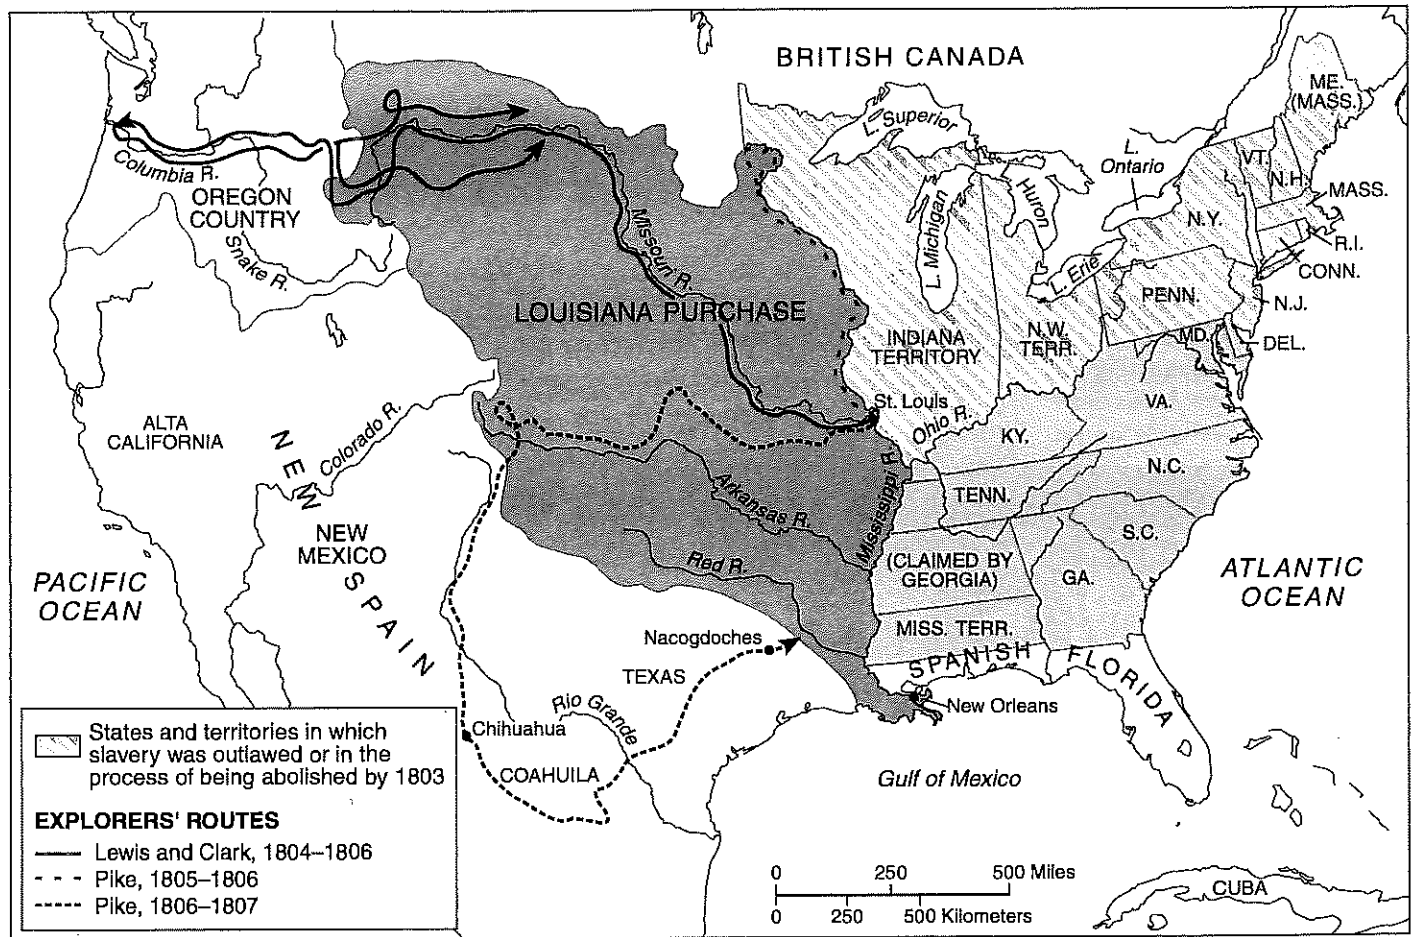 BRITISH CANADA
ME.
(MASS.)
L. Superior
L.
Ontario
VT.
N.H.
MASS.
Columbia R.
OREGON
COUNTRY
L. Michigan
L. Huron
N.Y.
R.I.
CONN.
Missouri R.
Snake R.
L. Erie
PENN.
N.J.
LOUISIANA PURCHASE
INDIANA
TERRITORY
N.W.
TERR.
MD.
DEL.
St. Louis
VA.
Ohio R.
KY.
ALTA
CALIFORNIA
Colorado R.
NEW SPAIN
N.C.
TENN.
Arkansas R.
Mississippi R.
NEW
MEXICO
S.C.
Red R.
(CLAIMED BY
GEORGIA)
GA.
PACIFIC
OCEAN
ATLANTIC
OCEAN
MISS. TERR.
Nacogdoches
SPANISH FLORIDA
TEXAS
Rio Grande
New Orleans
Chihuahua
COAHUILA
Gulf of Mexico
States and territories in which
slavery was outlawed or in the
process of being abolished by 1803
EXPLORERS' ROUTES
Lewis and Clark, 1804–1806
Pike, 1805–1806
Pike, 1806–1807
0 250 500 Miles
0 250 500 Kilometers
CUBA